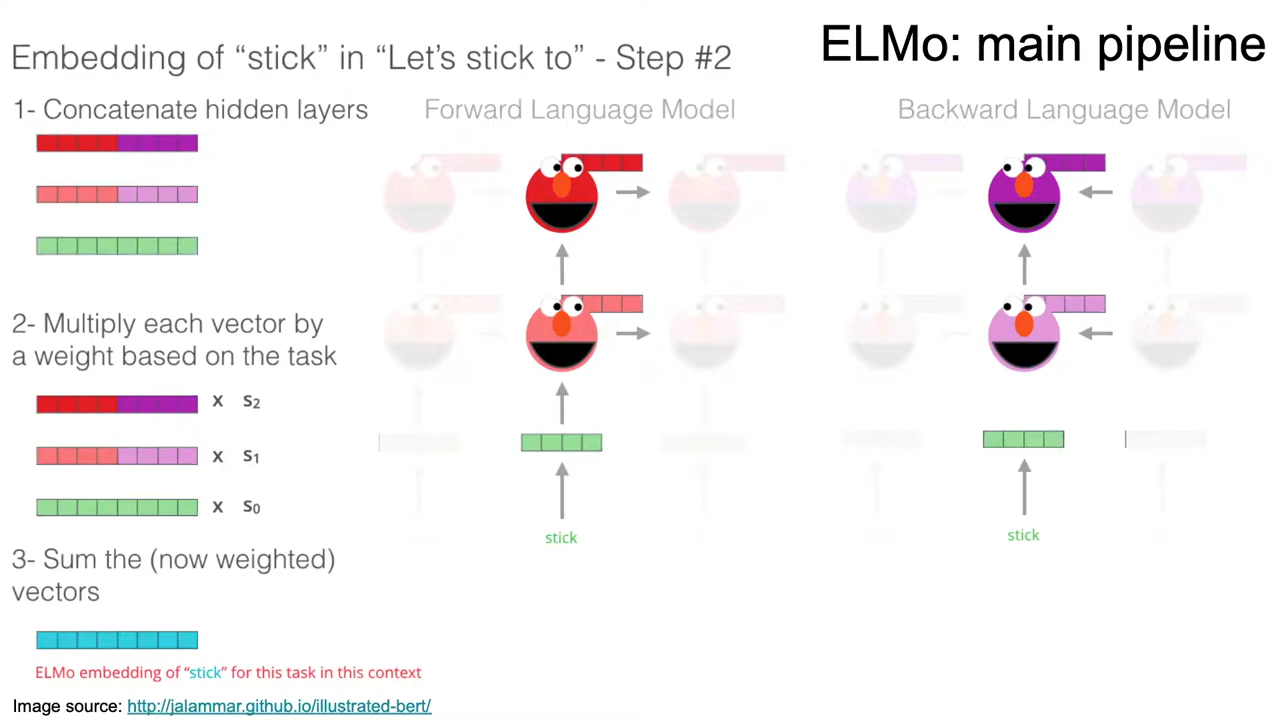 ELMo: main pipeline
Embedding of “stick” in “Let’s stick to” - Step #2
1- Concatenate hidden layers
Forward Language Model
Backward Language Model
2- Multiply each vector by
a weight based on the task
x s2
x s1
x s0
stick
stick
3- Sum the (now weighted)
vectors
ELMo embedding of “stick” for this task in this context
Image source: http://jalammar.github.io/illustrated-bert/